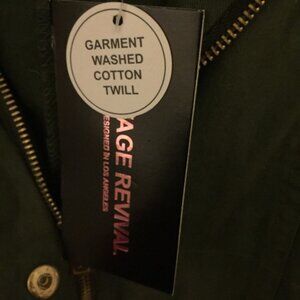 GARMENT
WASHED
COTTON
TWILL
AGE REVIVAL
DESIGNED IN LOS ANGELES